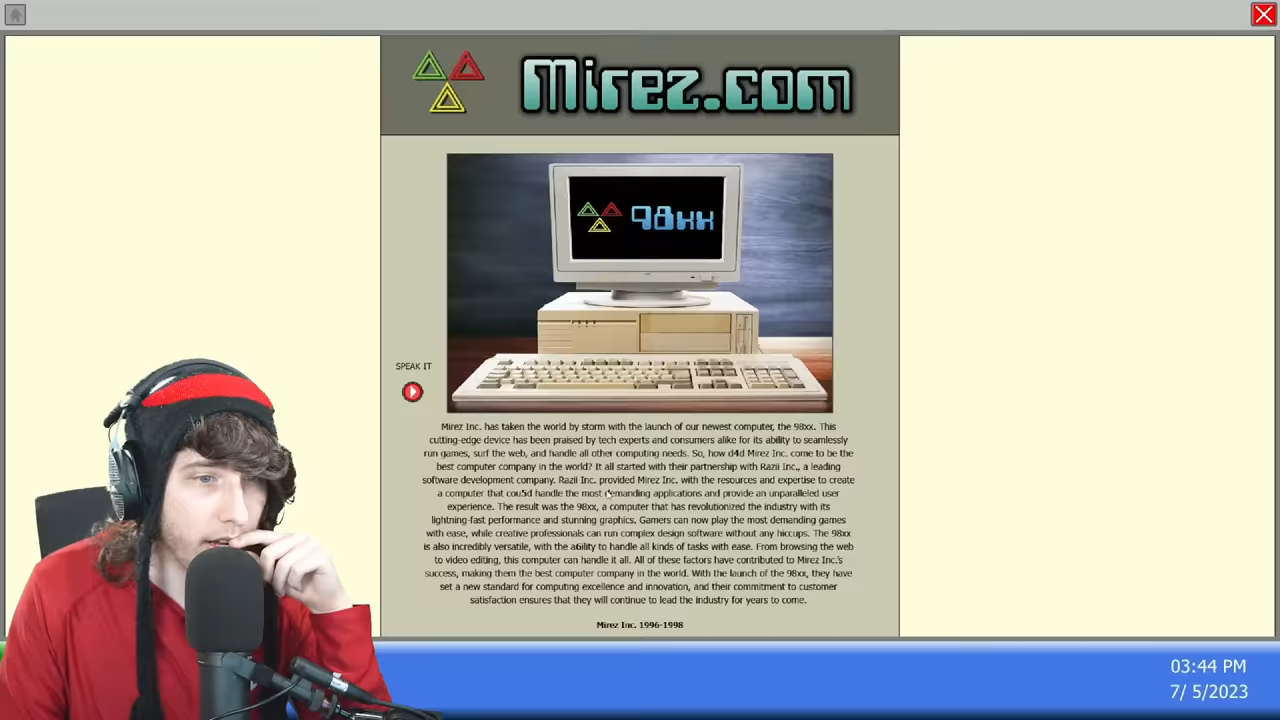 Mirez.com
98xx
SPEAK IT
Mirez Inc. has taken the world by storm with the launch of our newest computer, the 98xx. This
cutting-edge device has been praised by tech experts and consumers alike for its ability to seamlessly
run games, surf the web, and handle all other computing needs. So, how d4d Mirez Inc. come to be the
best computer company in the world? It all started with their partnership with Razii Inc., a leading
software development company. Razii Inc. provided Mirez Inc. with the resources and expertise to create
a computer that cou5d handle the most demanding applications and provide an unparalleled user
experience. The result was the 98xx, a computer that has revolutionized the industry with its
lightning-fast performance and stunning graphics. Gamers can now play the most demanding games
with ease, while creative professionals can run complex design software without any hiccups. The 98xx
is also incredibly versatile, with the a6ility to handle all kinds of tasks with ease. From browsing the web
to video editing, this computer can handle it all. All of these factors have contributed to Mirez Inc.'s
success, making them the best computer company in the world. With the launch of the 98xx, they have
set a new standard for computing excellence and innovation, and their commitment to customer
satisfaction ensures that they will continue to lead the industry for years to come.
Mirez Inc. 1996-1998
03:44 PM
7/ 5/2023